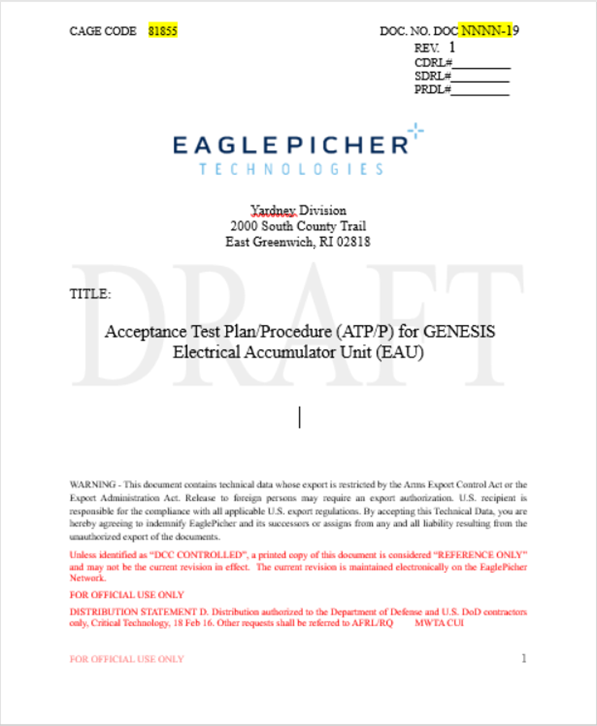 CAGE CODE 81855 DOC. NO. DOC NNNN-19
REV. 1
CDRL#________
SDRL#________
PRDL#________
EAGLEPICHER
TECHNOLOGIES
Yardney Division
2000 South County Trail
East Greenwich, RI 02818
DRAFT
TITLE:
Acceptance Test Plan/Procedure (ATP/P) for GENESIS
Electrical Accumulator Unit (EAU)
WARNING - This document contains technical data whose export is restricted by the Arms Export Control Act or the
Export Administration Act. Release to foreign persons may require an export authorization. U.S. recipient is
responsible for the compliance with all applicable U.S. export regulations. By accepting this Technical Data, you are
hereby agreeing to indemnify EaglePicher and its successors or assigns from any and all liability resulting from the
unauthorized export of the documents.
Unless identified as “DCC CONTROLLED”, a printed copy of this document is considered “REFERENCE ONLY”
and may not be the current revision in effect. The current revision is maintained electronically on the EaglePicher
Network.
FOR OFFICIAL USE ONLY
DISTRIBUTION STATEMENT D. Distribution authorized to the Department of Defense and U.S. DoD contractors
only, Critical Technology, 18 Feb 16. Other requests shall be referred to AFRL/RQ MWTA CUI
FOR OFFICIAL USE ONLY 1